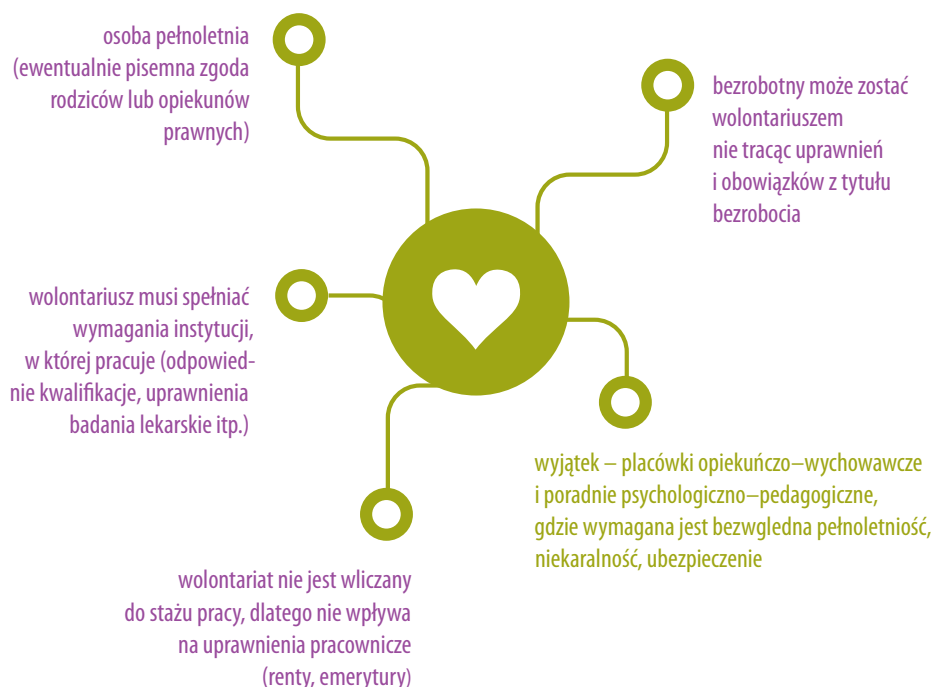 osoba pełnoletnia
(ewentualnie pisemna zgoda
rodziców lub opiekunów
prawnych)
bezrobotny może zostać
wolontariuszem
nie tracąc uprawnień
i obowiązków z tytułu
bezrobocia
wolontariusz musi spełniać
wymagania instytucji,
w której pracuje (odpowied-
nie kwalifikacje, uprawnienia
badania lekarskie itp.)
wyjątek – placówki opiekuńczo–wychowawcze
i poradnie psychologiczno–pedagogiczne,
gdzie wymagana jest bezwgledna pełnoletniość,
niekaralność, ubezpieczenie
wolontariat nie jest wliczany
do stażu pracy, dlatego nie wpływa
na uprawnienia pracownicze
(renty, emerytury)